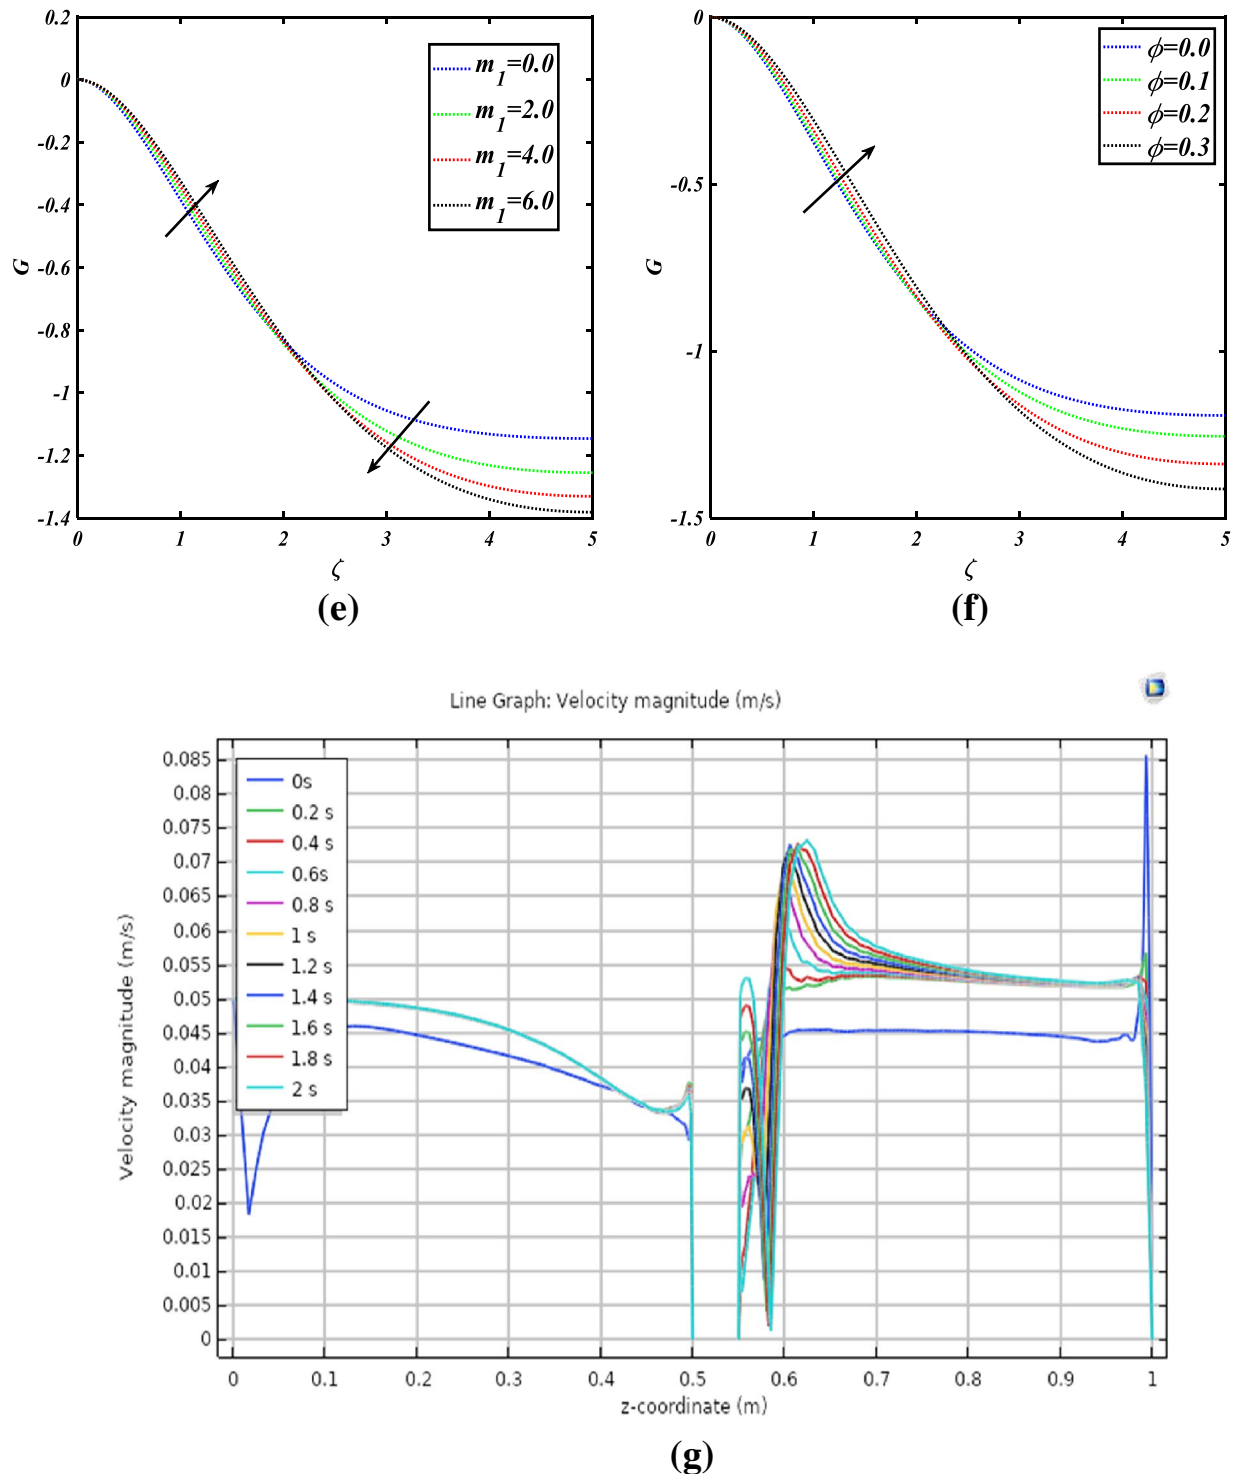 0.2
0
-0.2
-0.4
-0.6
-0.8
-1
-1.2
-1.4
G
0 1 2 3 4 5
ζ
m1=0.0
m1=2.0
m1=4.0
m1=6.0
(e)
0
-0.5
-1
-1.5
G
0 1 2 3 4 5
ζ
ϕ=0.0
ϕ=0.1
ϕ=0.2
ϕ=0.3
(f)
Line Graph: Velocity magnitude (m/s)
0.085
0.08
0.075
0.07
0.065
0.06
0.055
0.05
0.045
0.04
0.035
0.03
0.025
0.02
0.015
0.01
0.005
0
Velocity magnitude (m/s)
0s
0.2 s
0.4 s
0.6s
0.8 s
1 s
1.2 s
1.4 s
1.6 s
1.8 s
2 s
0 0.1 0.2 0.3 0.4 0.5 0.6 0.7 0.8 0.9 1
z-coordinate (m)
(g)